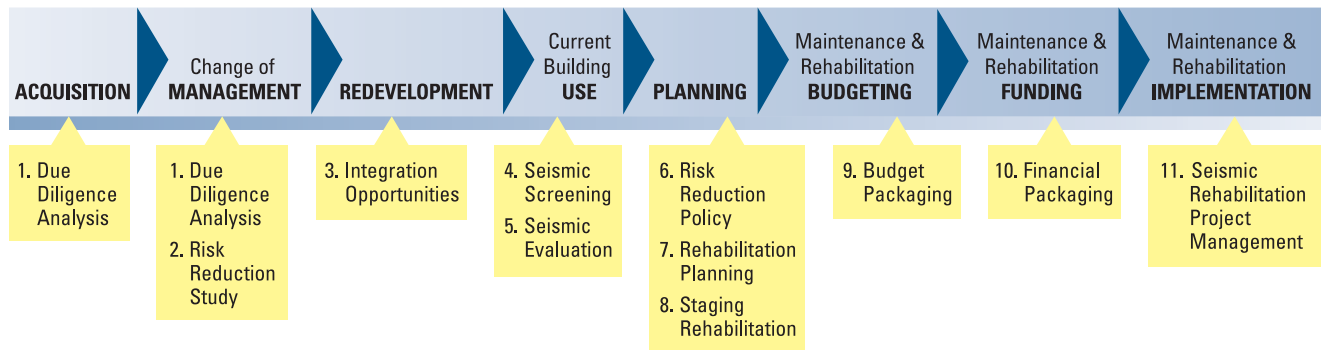 ACQUISITION
Change of
MANAGEMENT
REDEVELOPMENT
Current
Building
USE
PLANNING
Maintenance &
Rehabilitation
BUDGETING
Maintenance &
Rehabilitation
FUNDING
Maintenance &
Rehabilitation
IMPLEMENTATION
1. Due
Diligence
Analysis
1. Due
Diligence
Analysis
2. Risk
Reduction
Study
3. Integration
Opportunities
4. Seismic
Screening
5. Seismic
Evaluation
6. Risk
Reduction
Policy
7. Rehabilitation
Planning
8. Staging
Rehabilitation
9. Budget
Packaging
10. Financial
Packaging
11. Seismic
Rehabilitation
Project
Management